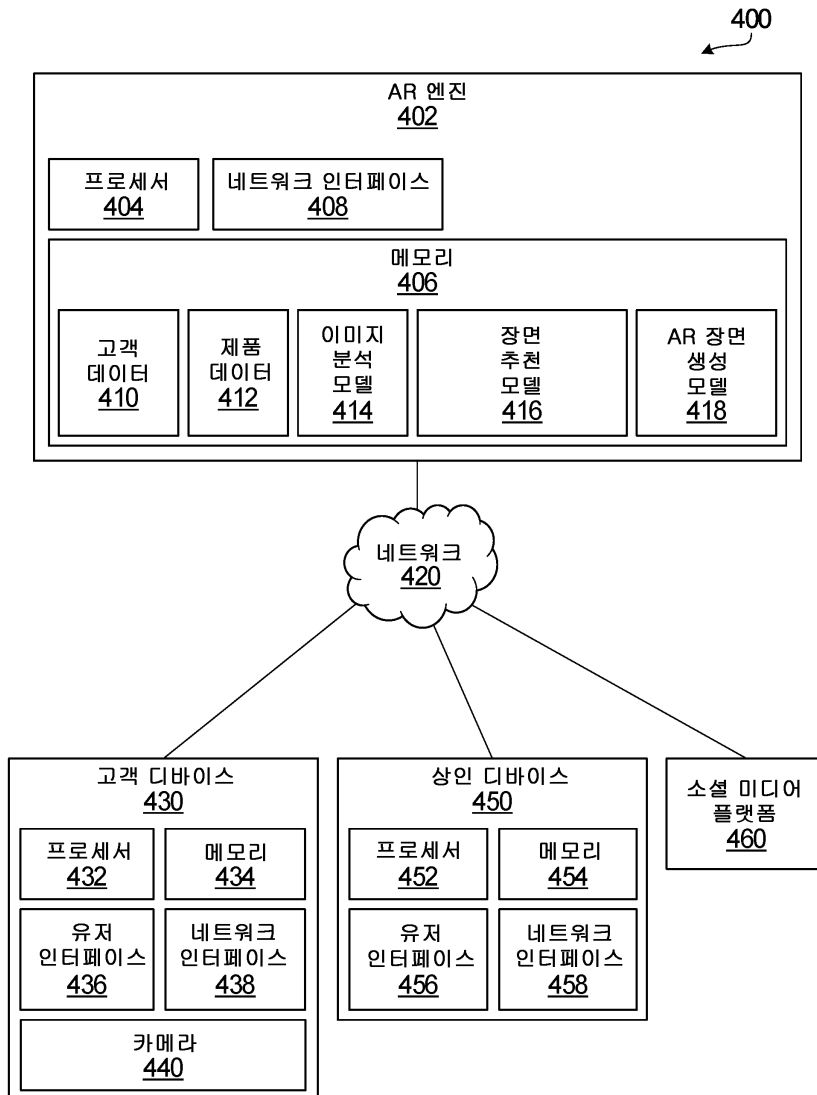 400
AR 엔진
402
프로세서
404
네트워크 인터페이스
408
메모리
406
고객
데이터
410
제품
데이터
412
이미지
분석
모델
414
장면
추천
모델
416
AR 장면
생성
모델
418
네트워크
420
고객 디바이스
430
프로세서
432
메모리
434
유저
인터페이스
436
네트워크
인터페이스
438
카메라
440
상인 디바이스
450
프로세서
452
메모리
454
유저
인터페이스
456
네트워크
인터페이스
458
소셜 미디어
플랫폼
460